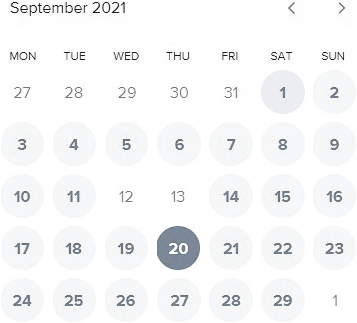 September 2021
MON TUE WED THU FRI SAT SUN
27 28 29 30 31 1 2
3 4 5 6 7 8 9
10 11 12 13 14 15 16
17 18 19 20 21 22 23
24 25 26 27 28 29 1